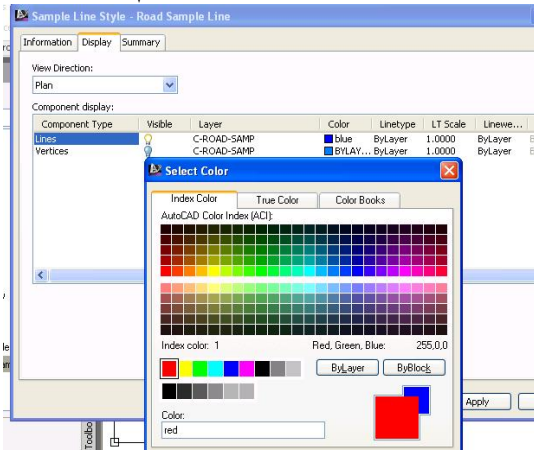 Sample Line Style - Road Sample Line
Information Display Summary
View Direction:
Plan
Component display:
Component Type Visible Layer Color Linetype LT Scale Linewe...
Lines C-ROAD-SAMP blue ByLayer 1.0000 ByLayer
Vertices C-ROAD-SAMP BYLAY... ByLayer 1.0000 ByLayer
Select Color
Index Color True Color Color Books
AutoCAD Color Index (ACI):
Index color: 1 Red, Green, Blue: 255,0,0
ByLayer ByBlock
Apply
Color:
red
Toolbo